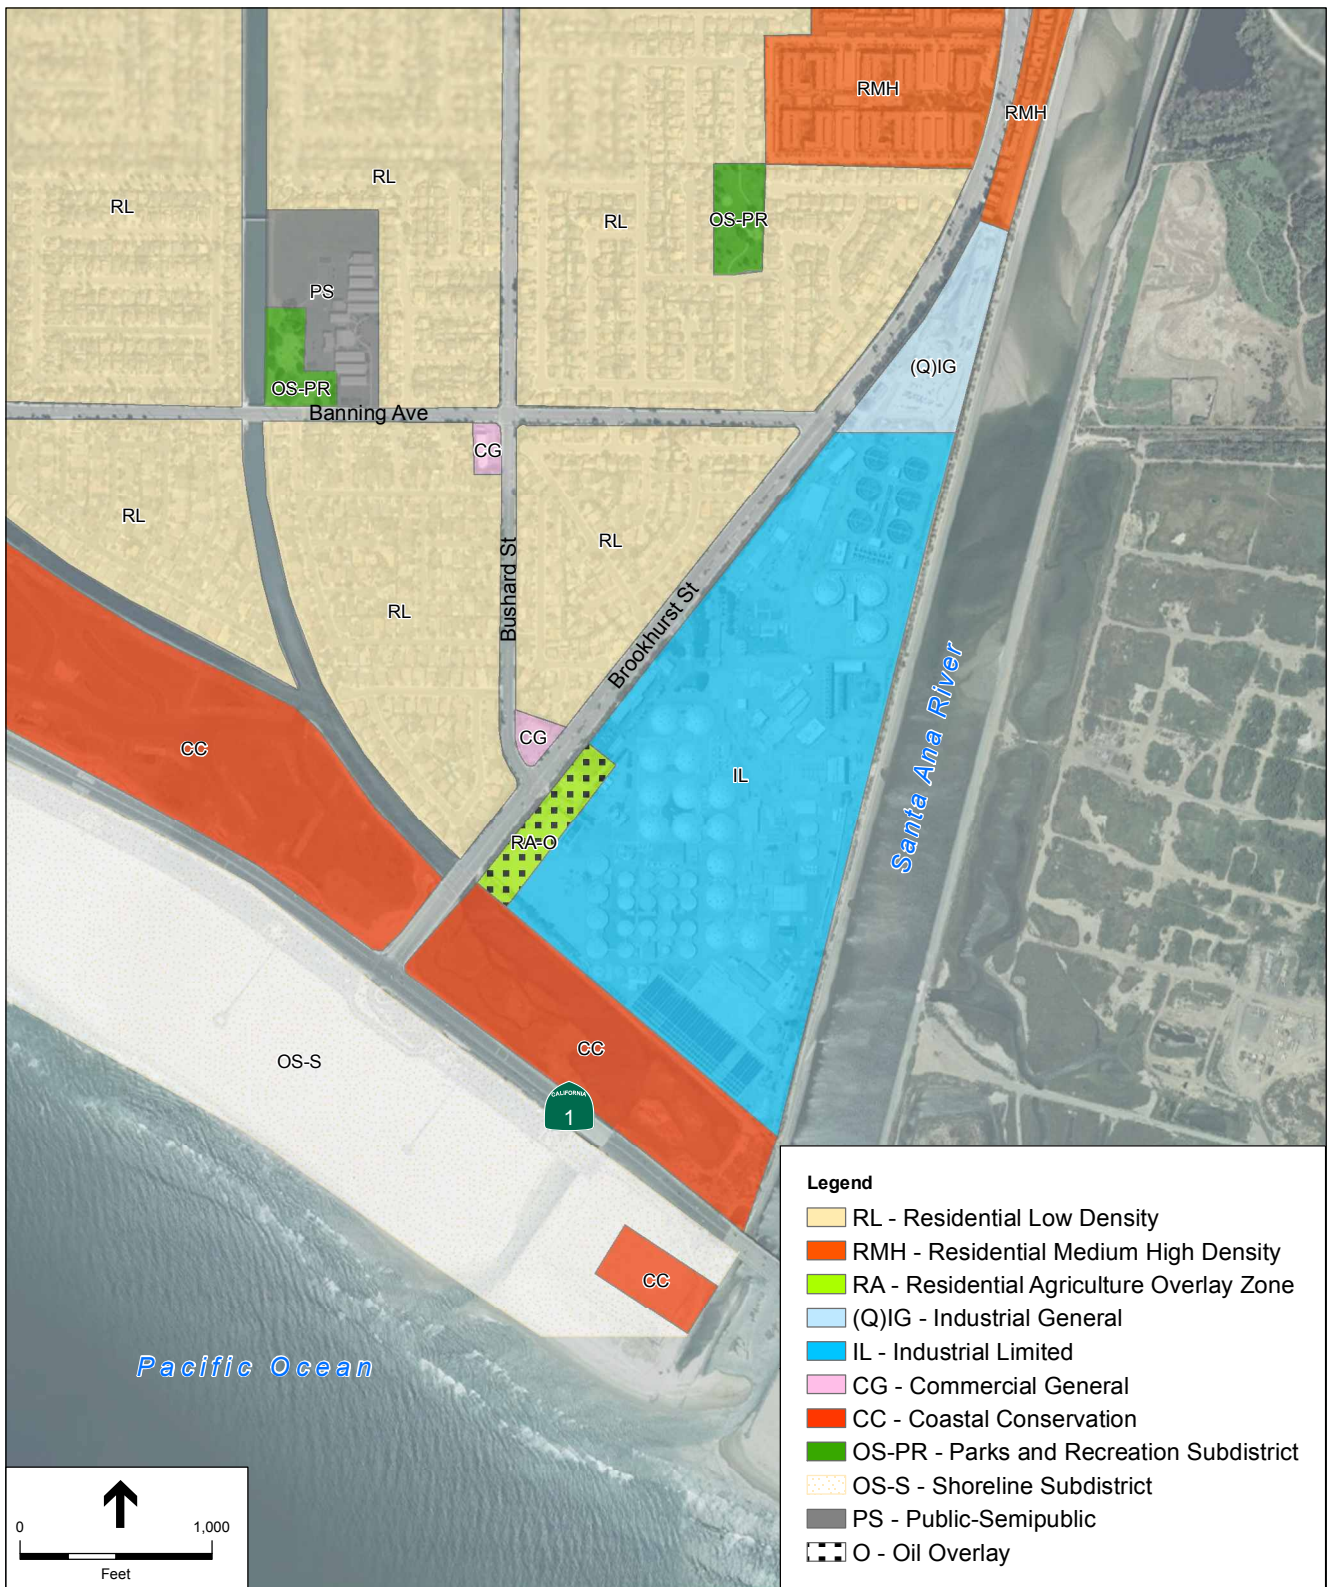 RMH
RMH
RL
RL
RL
OS-PR
PS
(Q)IG
OS-PR
Banning Ave
CG
RL
RL
Bushard St
RL
Brookhurst St
Santa Ana River
CG
CC
IL
RA-O
CC
OS-S
CALIFORNIA
1
CC
Pacific Ocean
Legend
RL - Residential Low Density
RMH - Residential Medium High Density
RA - Residential Agriculture Overlay Zone
(Q)IG - Industrial General
IL - Industrial Limited
CG - Commercial General
CC - Coastal Conservation
OS-PR - Parks and Recreation Subdistrict
OS-S - Shoreline Subdistrict
PS - Public-Semipublic
O - Oil Overlay
0 1,000
Feet